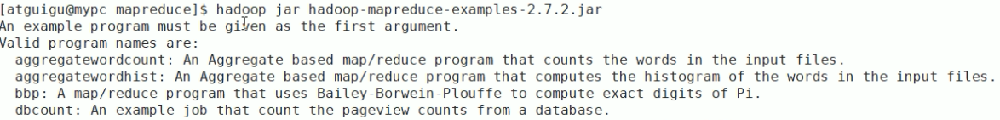 [atguigu@mypc mapreduce]$ hadoop jar hadoop-mapreduce-examples-2.7.2.jar
An example program must be given as the first argument.
Valid program names are:
  aggregatewordcount: An Aggregate based map/reduce program that counts the words in the input files.
  aggregatewordhist: An Aggregate based map/reduce program that computes the histogram of the words in the input files.
  bbp: A map/reduce program that uses Bailey-Borwein-Plouffe to compute exact digits of Pi.
  dbcount: An example job that count the pageview counts from a database.